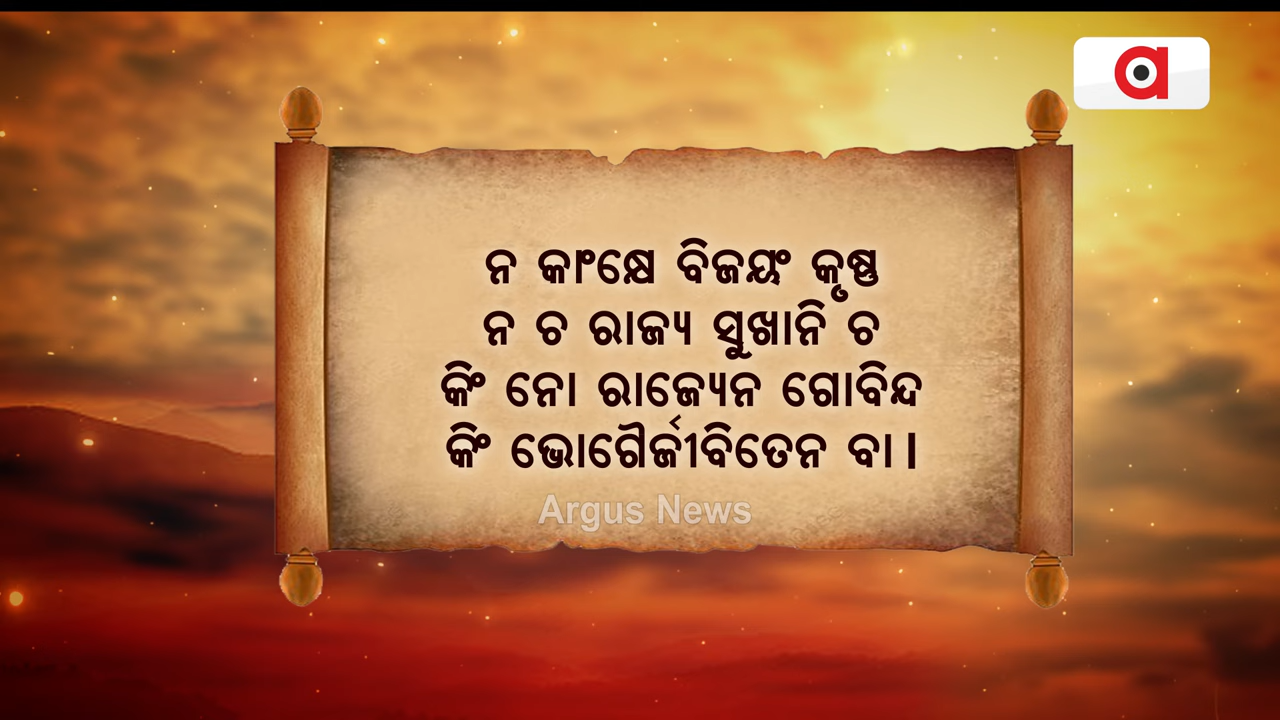 ନ କାଂକ୍ଷେ ବିଜୟଂ କୃଷ୍ଣ
ନ ଚ ରାଜ୍ୟ ସୁଖାନି ଚ
କିଂ ନୋ ରାଜ୍ୟେନ ଗୋବିନ୍ଦ
କିଂ ଭୋଗୈର୍ଜୀବିତେନ ବା।
Argus News